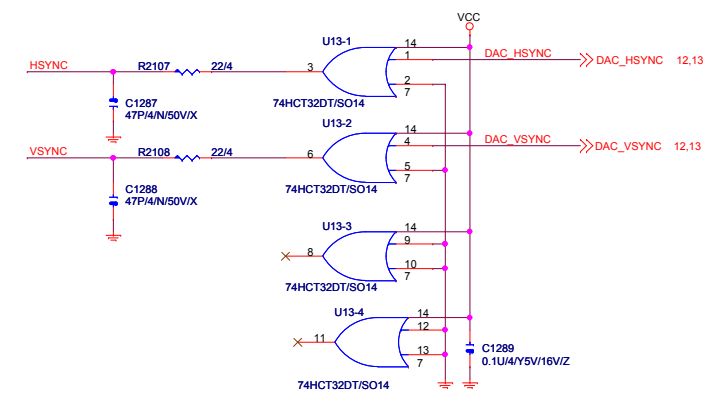 VCC
U13-1
14
HSYNC
R2107
22/4
3
1
DAC_HSYNC
DAC_HSYNC 12,13
2
7
C1287
47P/4/N/50V/X
74HCT32DT/SO14
U13-2
14
VSYNC
R2108
22/4
6
4
DAC_VSYNC
DAC_VSYNC 12,13
5
7
C1288
47P/4/N/50V/X
74HCT32DT/SO14
U13-3
14
8
9
10
7
74HCT32DT/SO14
U13-4
14
11
12
13
7
C1289
0.1U/4/Y5V/16V/Z
74HCT32DT/SO14